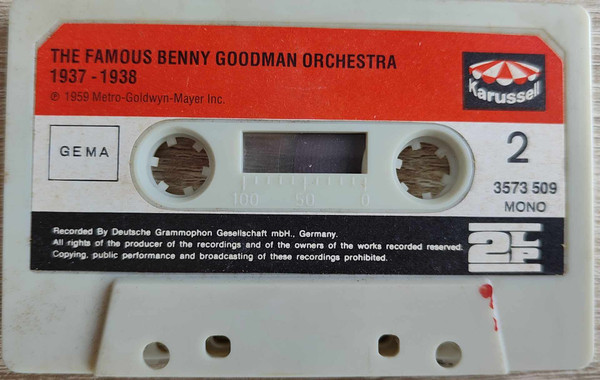 THE FAMOUS BENNY GOODMAN ORCHESTRA
1937 - 1938
℗ 1959 Metro-Goldwyn-Mayer Inc.
Karussell
GEMA
2
3573 509
MONO
100 50 0
Recorded By Deutsche Grammophon Gesellschaft mbH., Germany.
All rights of the producer of the recordings and of the owners of the works recorded reserved.
Copying, public performance and broadcasting of these recordings prohibited.
2LP